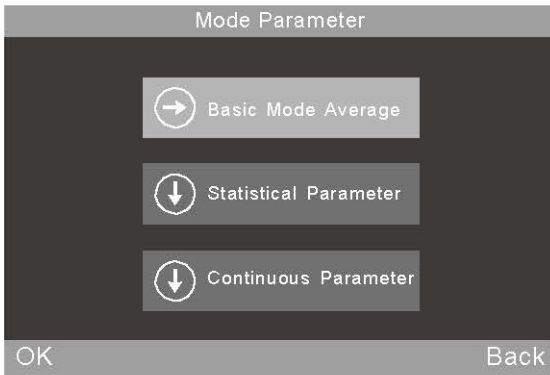 Mode Parameter
Basic Mode Average
Statistical Parameter
Continuous Parameter
OK Back